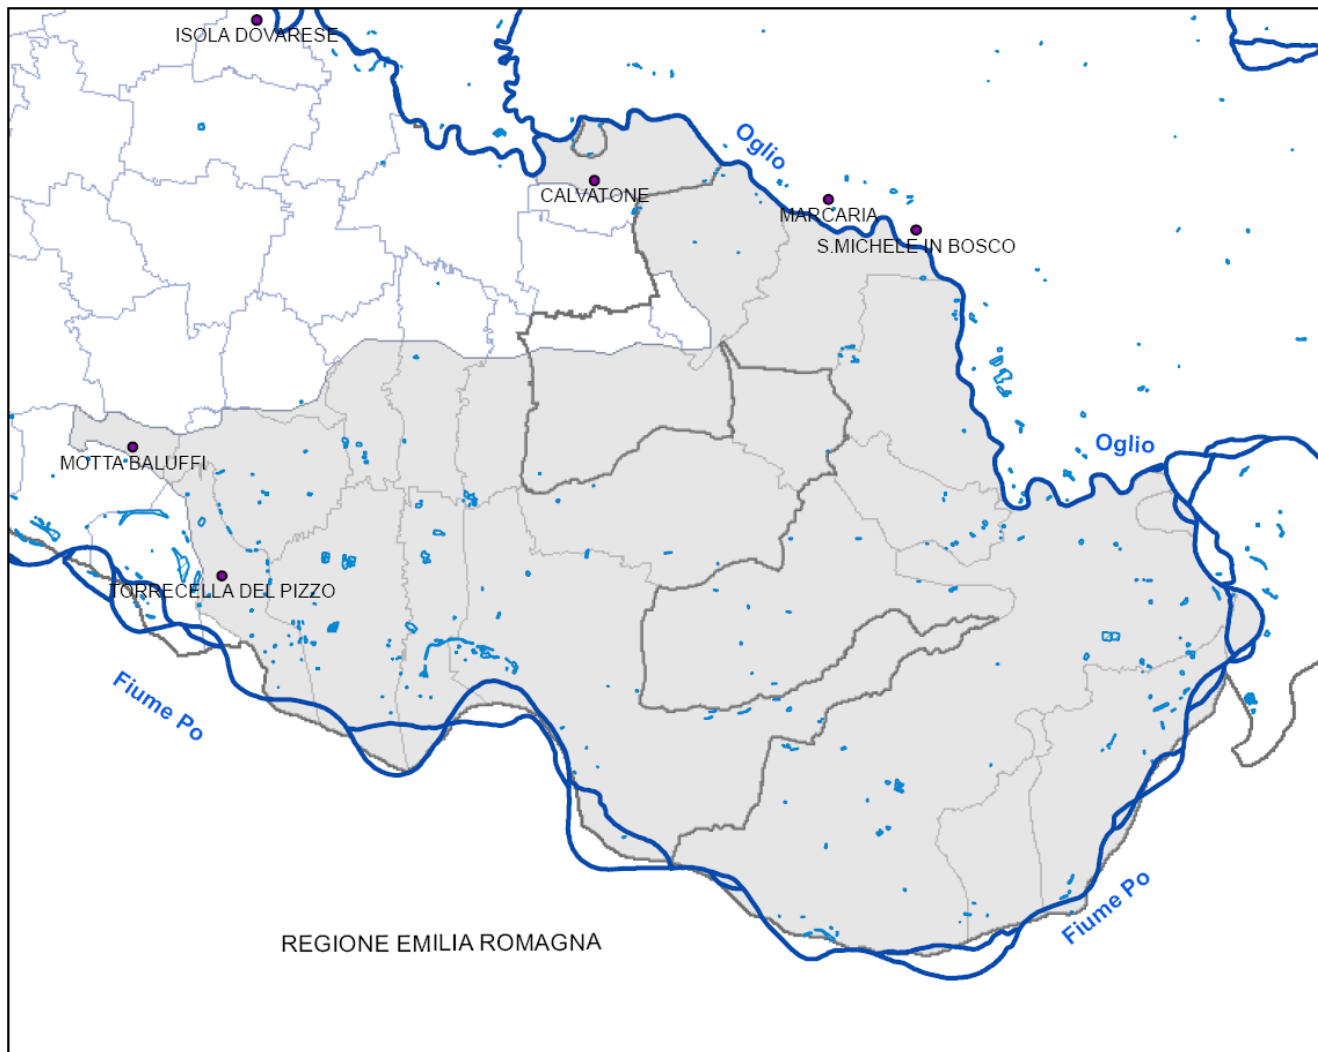 ISOLA DOVARESE
Oglio
CALVATONE
MARCARIA
S.MICHELE IN BOSCO
Oglio
MOTTA BALUFFI
TORRECELLA DEL PIZZO
Fiume Po
Fiume Po
REGIONE EMILIA ROMAGNA